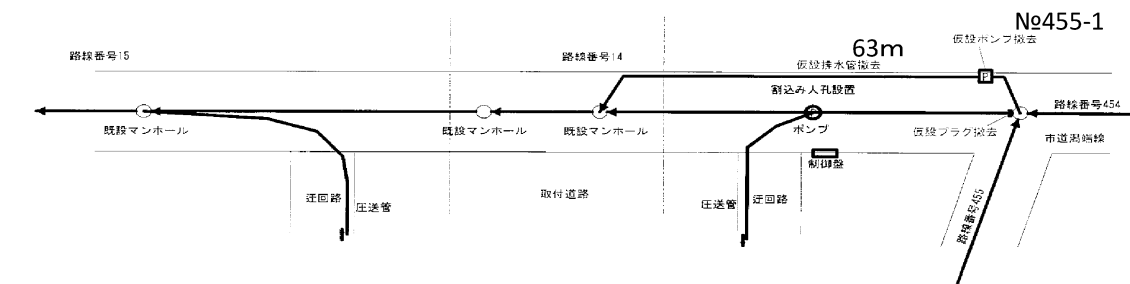 №455-1
仮設ポンプ撤去
63m
路線番号15
路線番号14
仮設排水管撤去
P
割込み人孔設置
路線番号454
既設マンホール
既設マンホール
既設マンホール
P
ポンプ
仮設プラグ撤去
市道潟端線
制御盤
迂回路
圧送管
取付道路
圧送管
迂回路
路線番号455